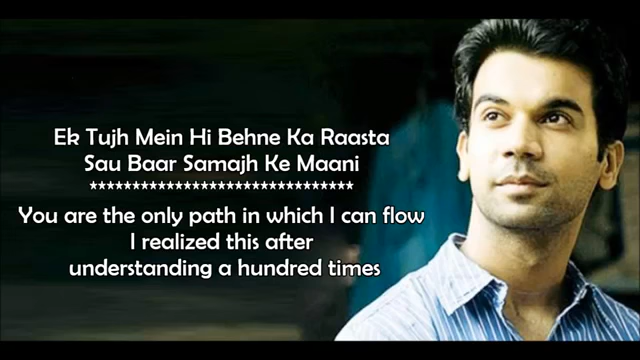 Ek Tujh Mein Hi Behne Ka Raasta
Sau Baar Samajh Ke Maani
*******************************
You are the only path in which I can flow
I realized this after
understanding a hundred times